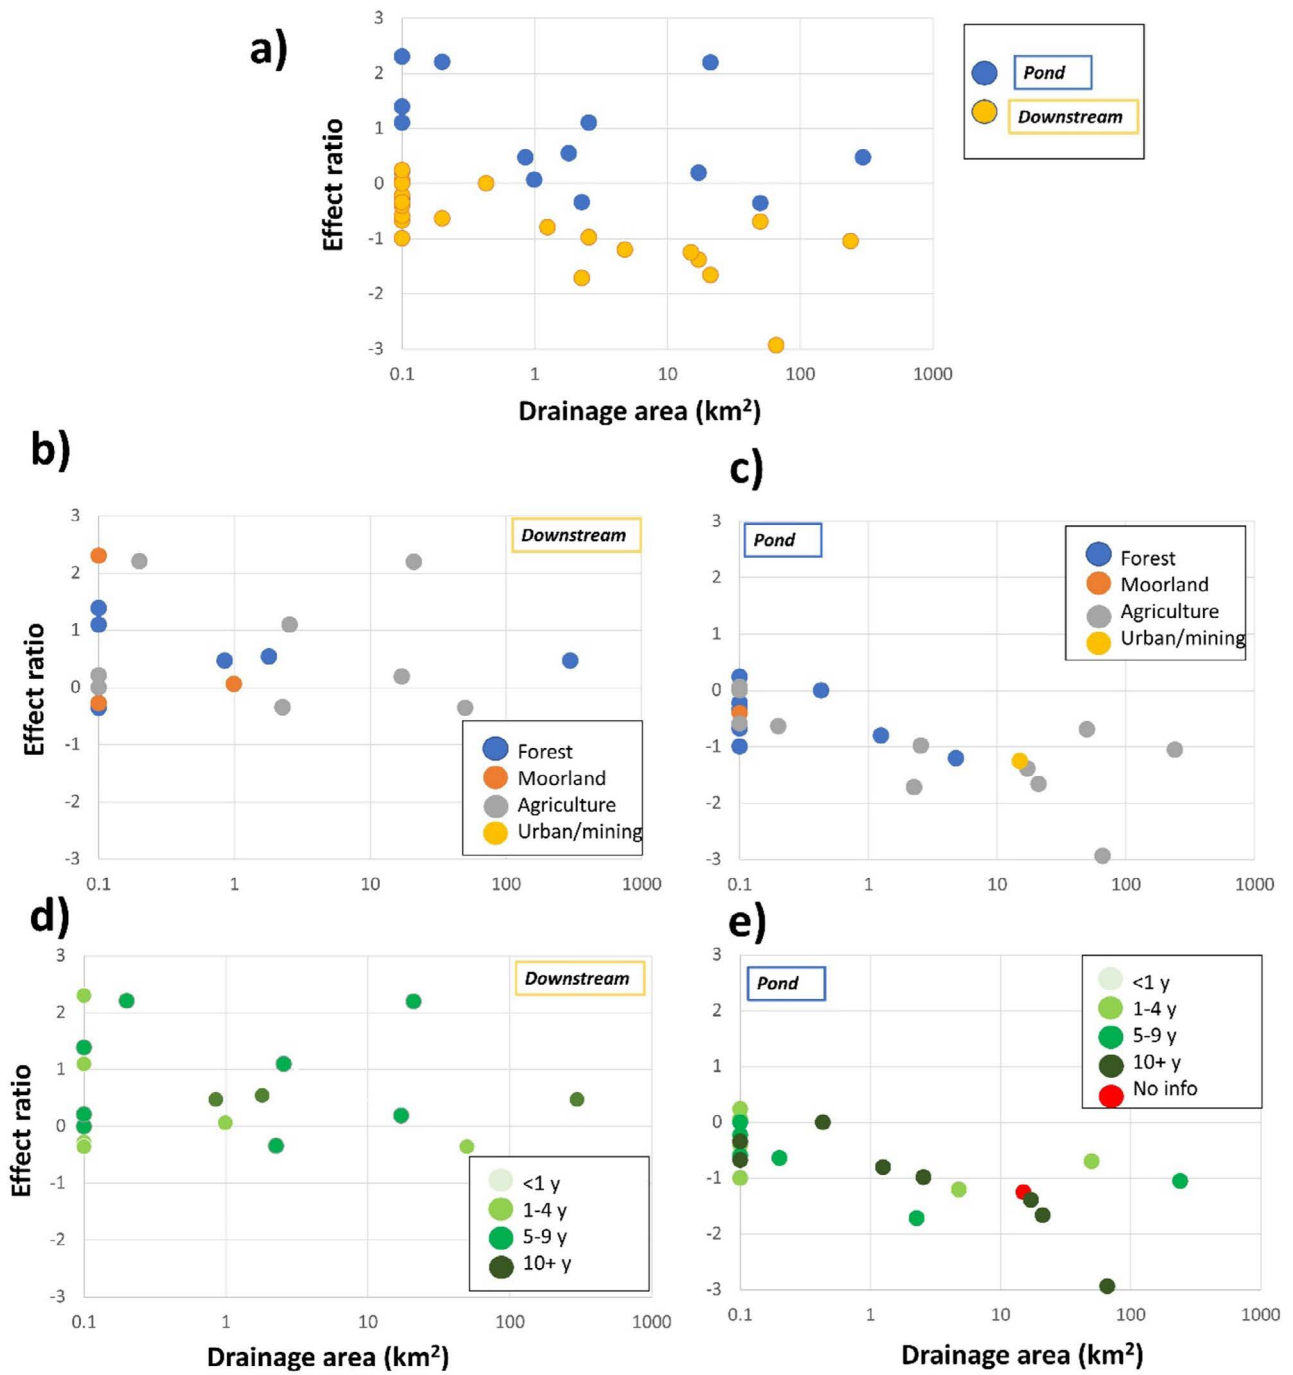 a)
3
2
1
0
-1
-2
-3
Effect ratio
0.1 1 10 100 1000
Drainage area (km²)
Pond
Downstream
b)
3
2
1
0
-1
-2
-3
Effect ratio
0.1 1 10 100 1000
Downstream
Forest
Moorland
Agriculture
Urban/mining
c)
3
2
1
0
-1
-2
-3
0.1 1 10 100 1000
Pond
Forest
Moorland
Agriculture
Urban/mining
d)
3
2
1
0
-1
-2
-3
Effect ratio
0.1 1 10 100 1000
Drainage area (km²)
Downstream
<1 y
1-4 y
5-9 y
10+ y
e)
3
2
1
0
-1
-2
-3
0.1 1 10 100 1000
Drainage area (km²)
Pond
<1 y
1-4 y
5-9 y
10+ y
No info